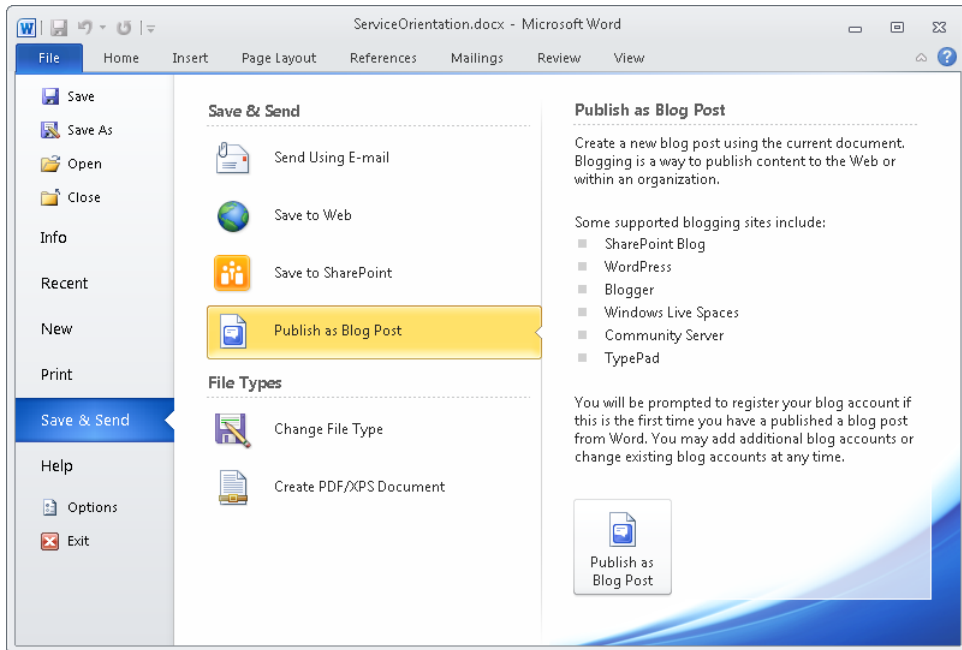 ServiceOrientation.docx - Microsoft Word
File Home Insert Page Layout References Mailings Review View
Save
Save As
Open
Close
Info
Recent
New
Print
Save & Send
Help
Options
Exit
Save & Send
Send Using E-mail
Save to Web
Save to SharePoint
Publish as Blog Post
File Types
Change File Type
Create PDF/XPS Document
Publish as Blog Post
Create a new blog post using the current document.
Blogging is a way to publish content to the Web or
within an organization.
Some supported blogging sites include:
SharePoint Blog
WordPress
Blogger
Windows Live Spaces
Community Server
TypePad
You will be prompted to register your blog account if
this is the first time you have a published a blog post
from Word. You may add additional blog accounts or
change existing blog accounts at any time.
Publish as
Blog Post